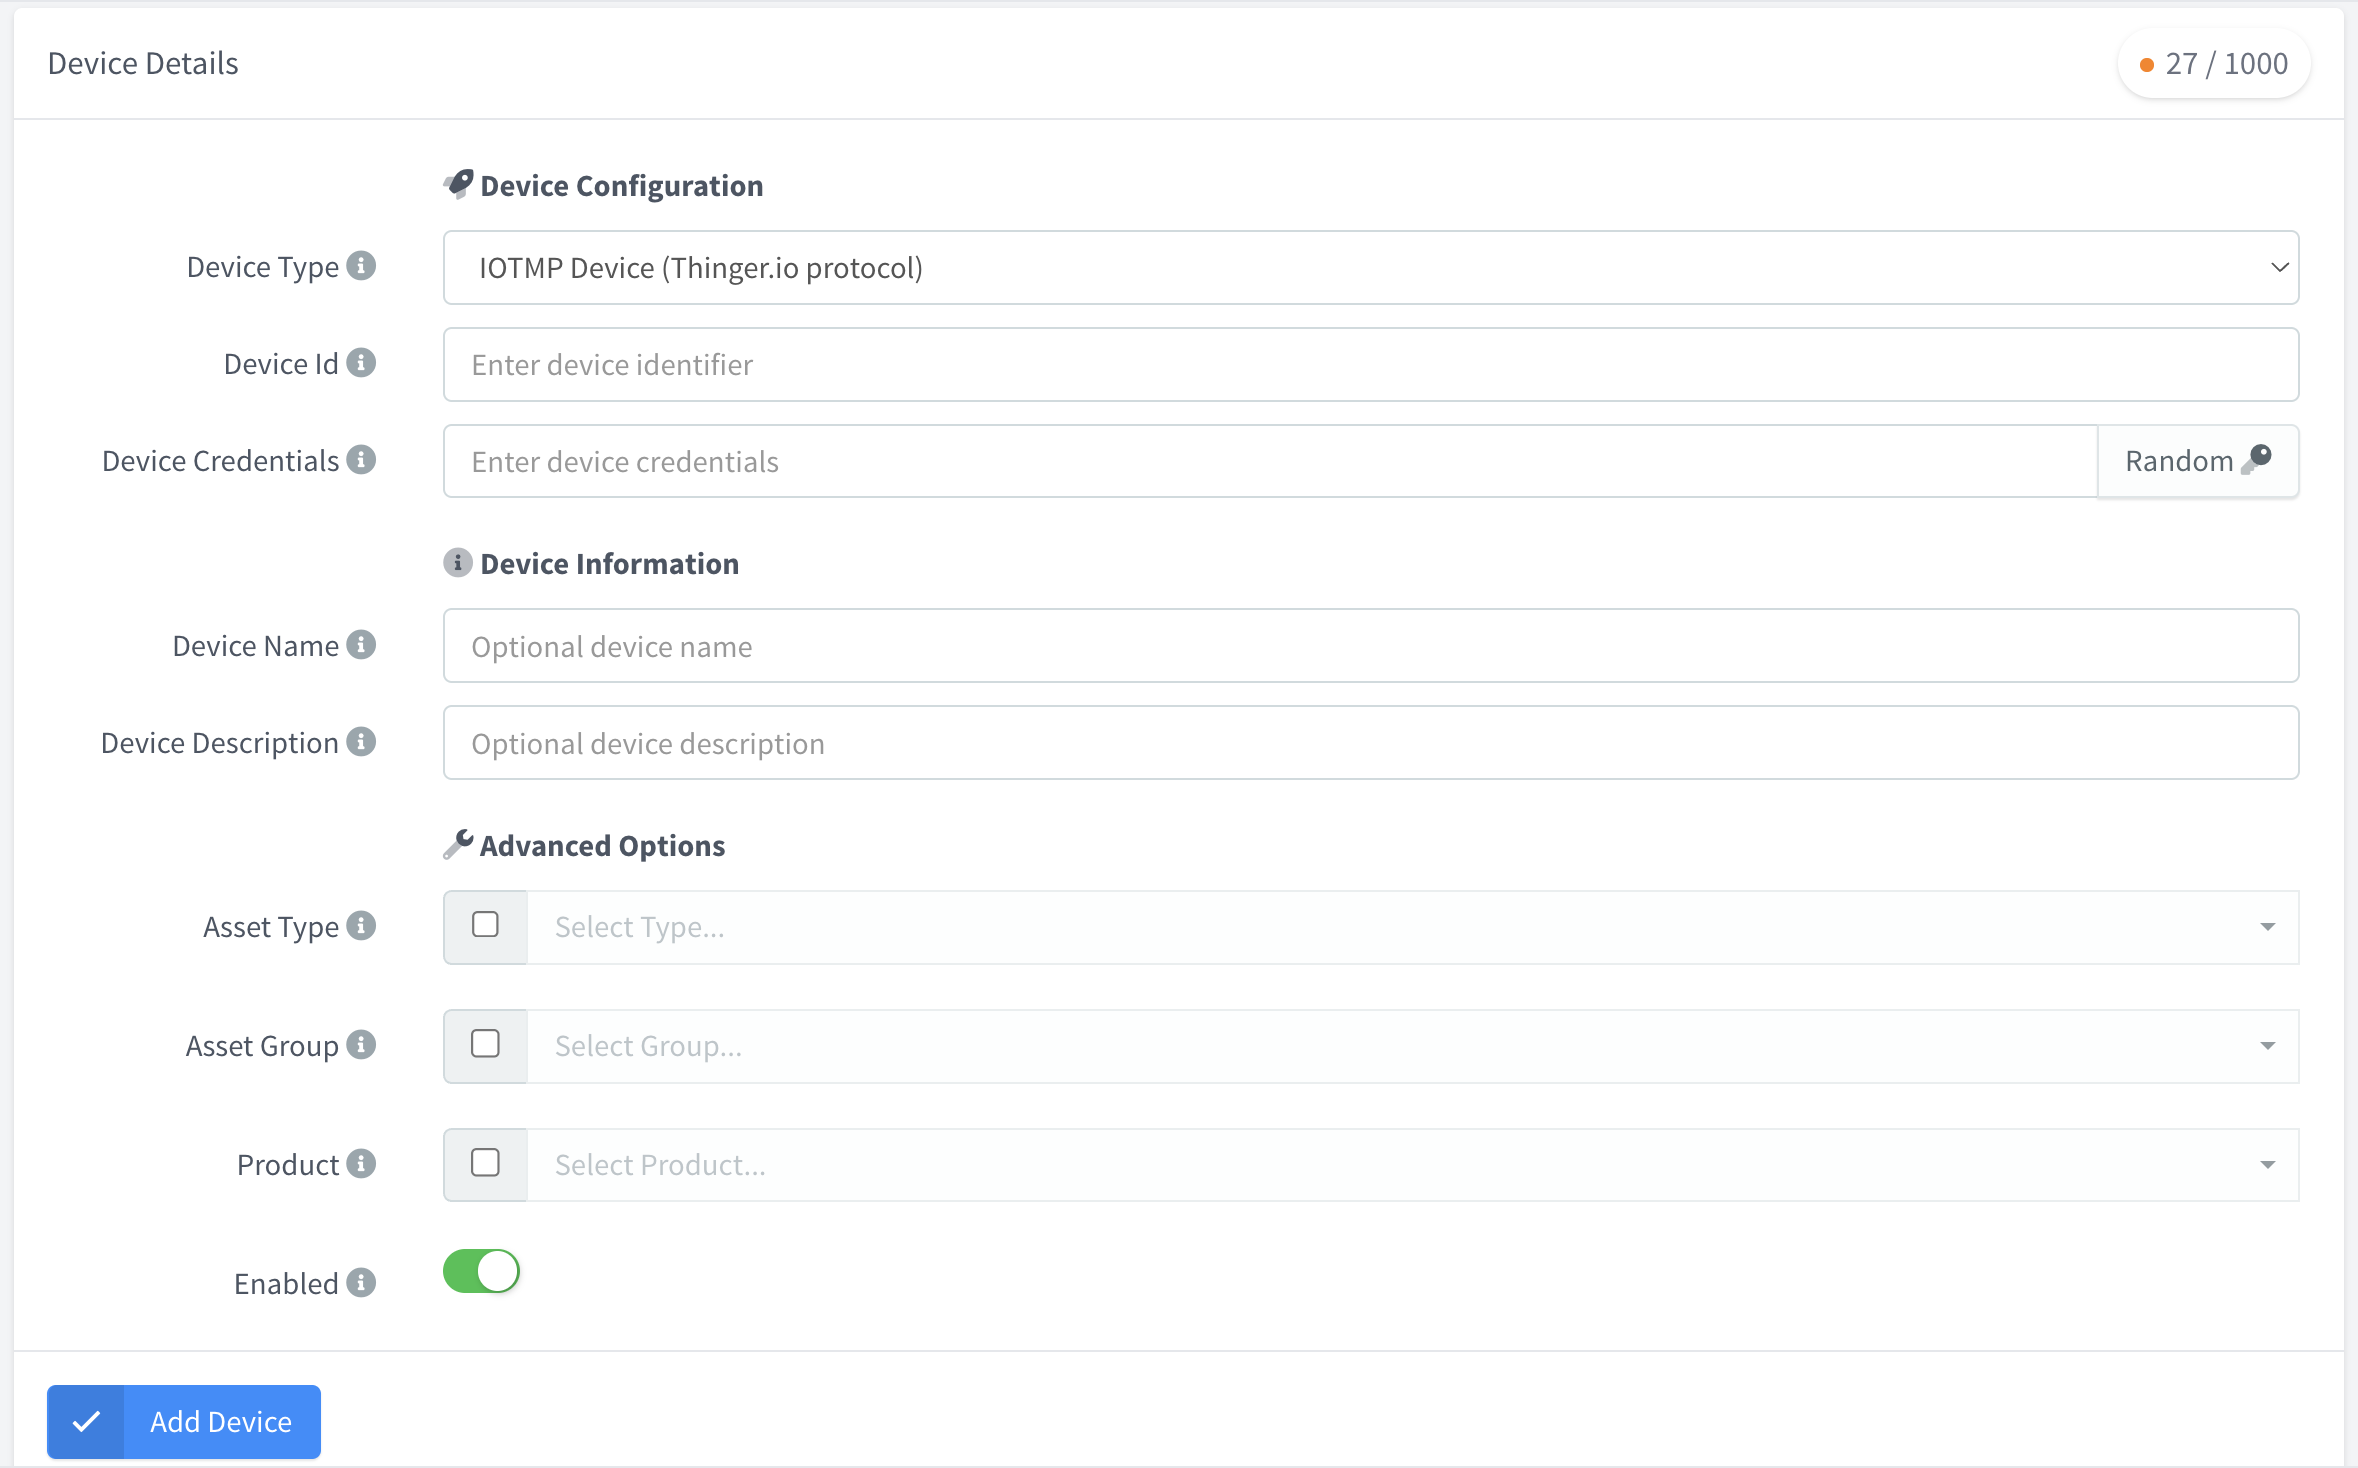 Device Details
27 / 1000
Device Configuration
Device Type
IOTMP Device (Thinger.io protocol)
Device Id
Enter device identifier
Device Credentials
Enter device credentials
Random
Device Information
Device Name
Optional device name
Device Description
Optional device description
Advanced Options
Asset Type
Select Type...
Asset Group
Select Group...
Product
Select Product...
Enabled
Add Device